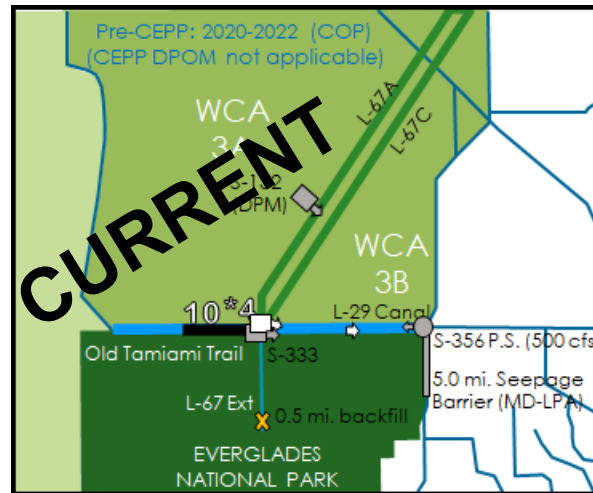 Pre-CEPP: 2020-2022 (COP)
(CEPP DPOM not applicable)
WCA
3A
L-67A
L-67C
S-152
(DPM)
CURRENT
WCA
3B
10*4
L-29 Canal
Old Tamiami Trail
S-333
S-356 P.S. (500 cfs
L-67 Ext
0.5 mi. backfill
5.0 mi. Seepage
Barrier (MD-LPA)
EVERGLADES
NATIONAL PARK